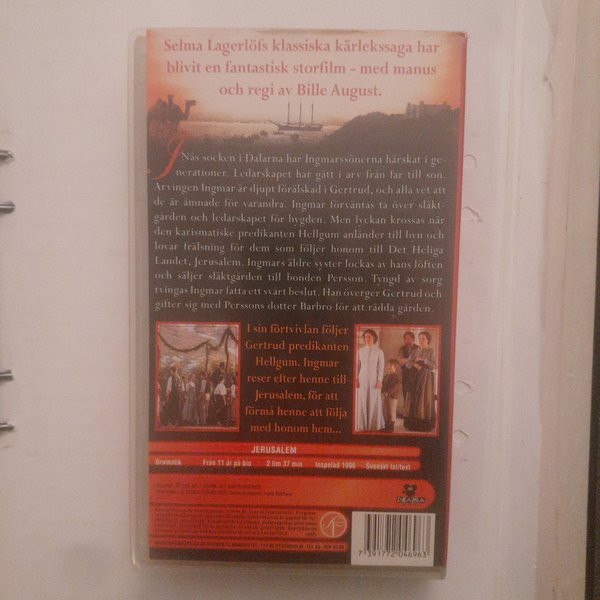 Selma Lagerlöfs klassiska kärlekssaga har
blivit en fantastisk storfilm - med manus
och regi av Bille August.
I Nås socken i Dalarna har Ingmarssönerna härskat i ge-
nerationer. Ledarskapet har gått i arv från far till son.
Arvingen Ingmar är djupt förälskad i Gertrud, och alla vet att
de är ämnade för varandra. Ingmar förväntas ta över släkt-
gården och ledarskapet för bygden. Men lyckan krossas när
den karismatiske predikanten Hellgum anländer till byn och
lovar frälsning för dem som följer honom till Det Heliga
Landet, Jerusalem. Ingmars äldre syster lockas av hans löften
och säljer släktgården till bonden Persson. Tyngd av sorg
tvingas Ingmar fatta ett svårt beslut. Han överger Gertrud och
gifter sig med Perssons dotter Barbro för att rädda gården.
I sin förtvivlan följer
Gertrud predikanten
Hellgum. Ingmar
reser efter henne till
Jerusalem, för att
förmå henne att följa
med honom hem...
JERUSALEM
Dramatik Från 11 år på bio 2 tim 37 min Inspelad 1996 Svenskt tal/text
DRAMA
7 391772 046963